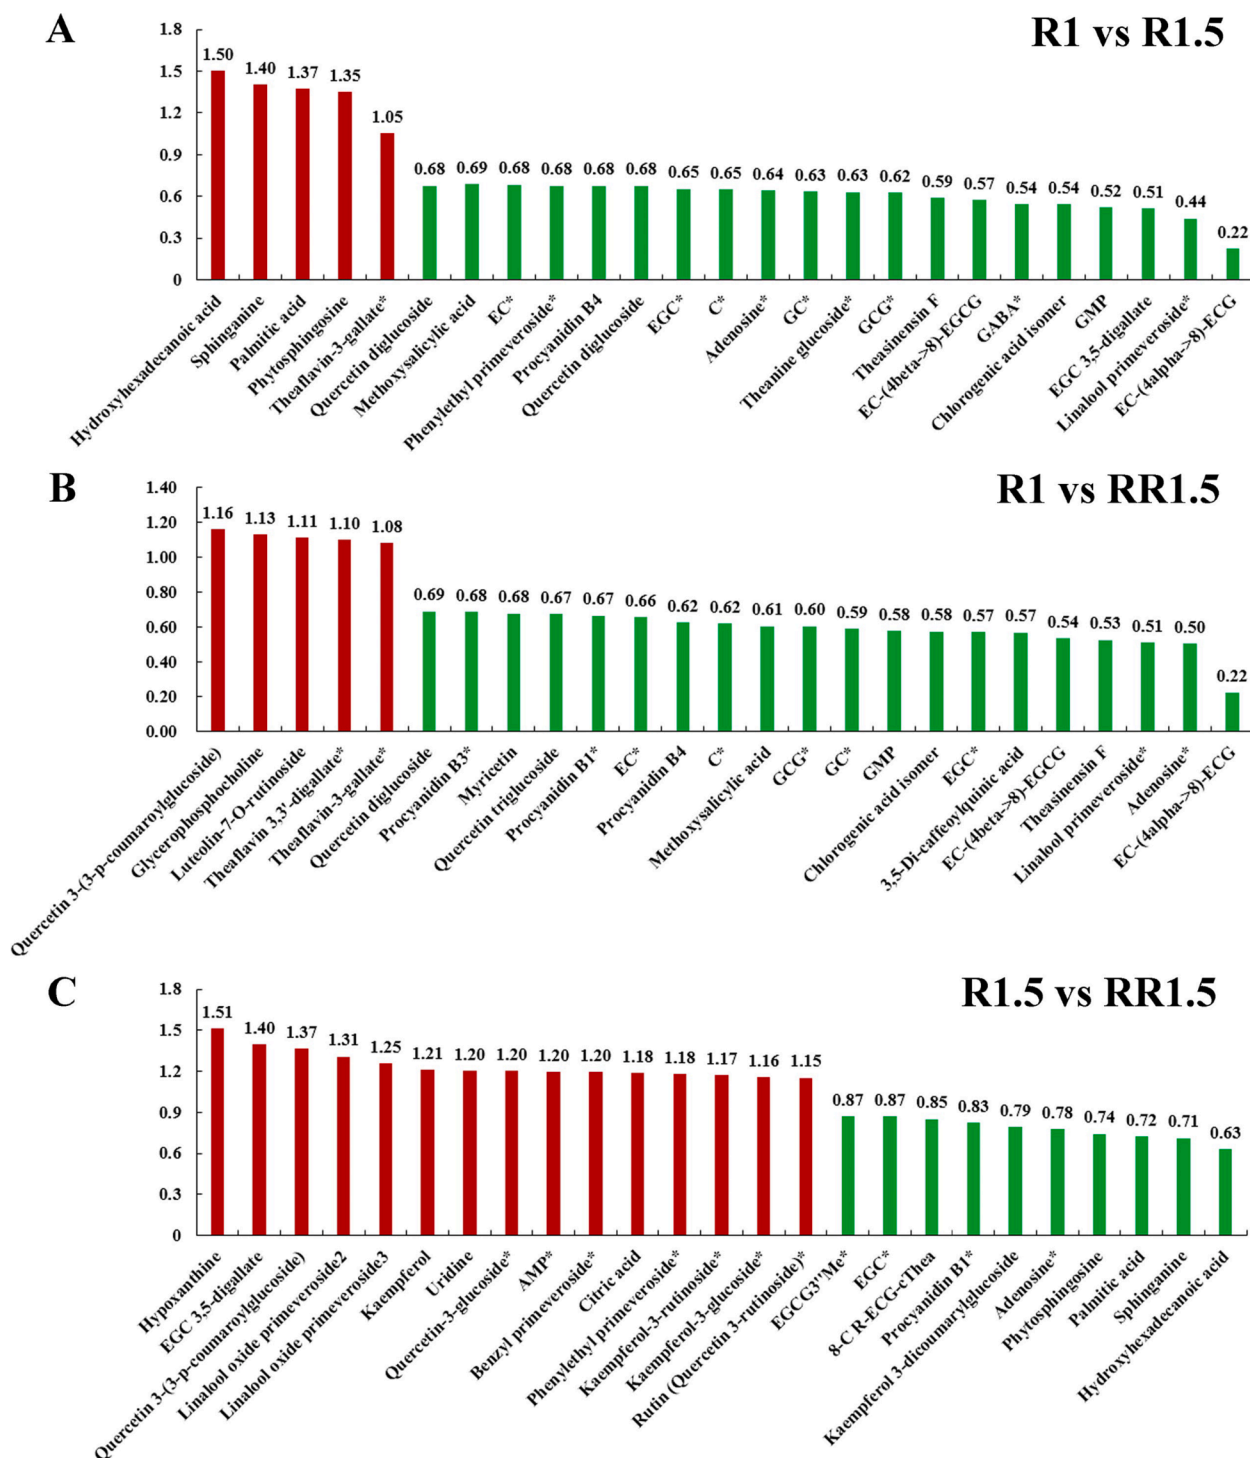 A
R1 vs R1.5
1.8
1.5
1.2
0.9
0.6
0.3
0
1.50
1.40
1.37
1.35
1.05
0.68
0.69
0.68
0.68
0.68
0.68
0.65
0.65
0.64
0.63
0.63
0.62
0.59
0.57
0.54
0.54
0.52
0.51
0.44
0.22
Hydroxyhexadecanoic acid
Sphinganine
Palmitic acid
Phytosphingosine
Theaflavin-3-gallate*
Quercetin diglucoside
Methoxysalicylic acid
EC*
Phenylethyl primeveroside*
Procyanidin B4
Quercetin diglucoside
EGC*
C*
Adenosine*
GC*
Theanine glucoside*
GCG*
Theasinensin F
EC-(4beta->8)-EGCG
GABA*
Chlorogenic acid isomer
GMP
EGC 3,5-digallate
Linalool primeveroside*
EC-(4alpha->8)-ECG
B
R1 vs RR1.5
1.40
1.20
1.00
0.80
0.60
0.40
0.20
0.00
1.16
1.13
1.11
1.10
1.08
0.69
0.68
0.68
0.67
0.67
0.66
0.62
0.62
0.61
0.60
0.59
0.58
0.58
0.57
0.57
0.54
0.53
0.51
0.50
0.22
Quercetin 3-(3-p-coumaroylglucoside)
Glycerophosphocholine
Luteolin-7-O-rutinoside
Theaflavin 3,3'-digallate*
Theaflavin-3-gallate*
Quercetin diglucoside
Procyanidin B3*
Myricetin
Quercetin triglucoside
Procyanidin B1*
EC*
Procyanidin B4
C*
Methoxysalicylic acid
GCG*
GC*
GMP
Chlorogenic acid isomer
EGC*
3,5-Di-caffeoylquinic acid
EC-(4beta->8)-EGCG
Theasinensin F
Linalool primeveroside*
Adenosine*
EC-(4alpha->8)-ECG
C
R1.5 vs RR1.5
1.8
1.5
1.2
0.9
0.6
0.3
0
1.51
1.40
1.37
1.31
1.25
1.21
1.20
1.20
1.20
1.20
1.18
1.18
1.17
1.16
1.15
0.87
0.87
0.85
0.83
0.79
0.78
0.74
0.72
0.71
0.63
Hypoxanthine
EGC 3,5-digallate
Quercetin 3-(3-p-coumaroylglucoside)
Linalool oxide primeveroside2
Linalool oxide primeveroside3
Kaempferol
Uridine
Quercetin-3-glucoside*
AMP*
Benzyl primeveroside*
Citric acid
Phenylethyl primeveroside*
Kaempferol-3-rutinoside*
Kaempferol-3-glucoside*
Rutin (Quercetin 3-rutinoside)*
EGCG3"Me*
EGC*
8-C R-ECG-cThea
Procyanidin B1*
Kaempferol 3-dicoumarylglucoside
Adenosine*
Phytosphingosine
Palmitic acid
Sphinganine
Hydroxyhexadecanoic acid